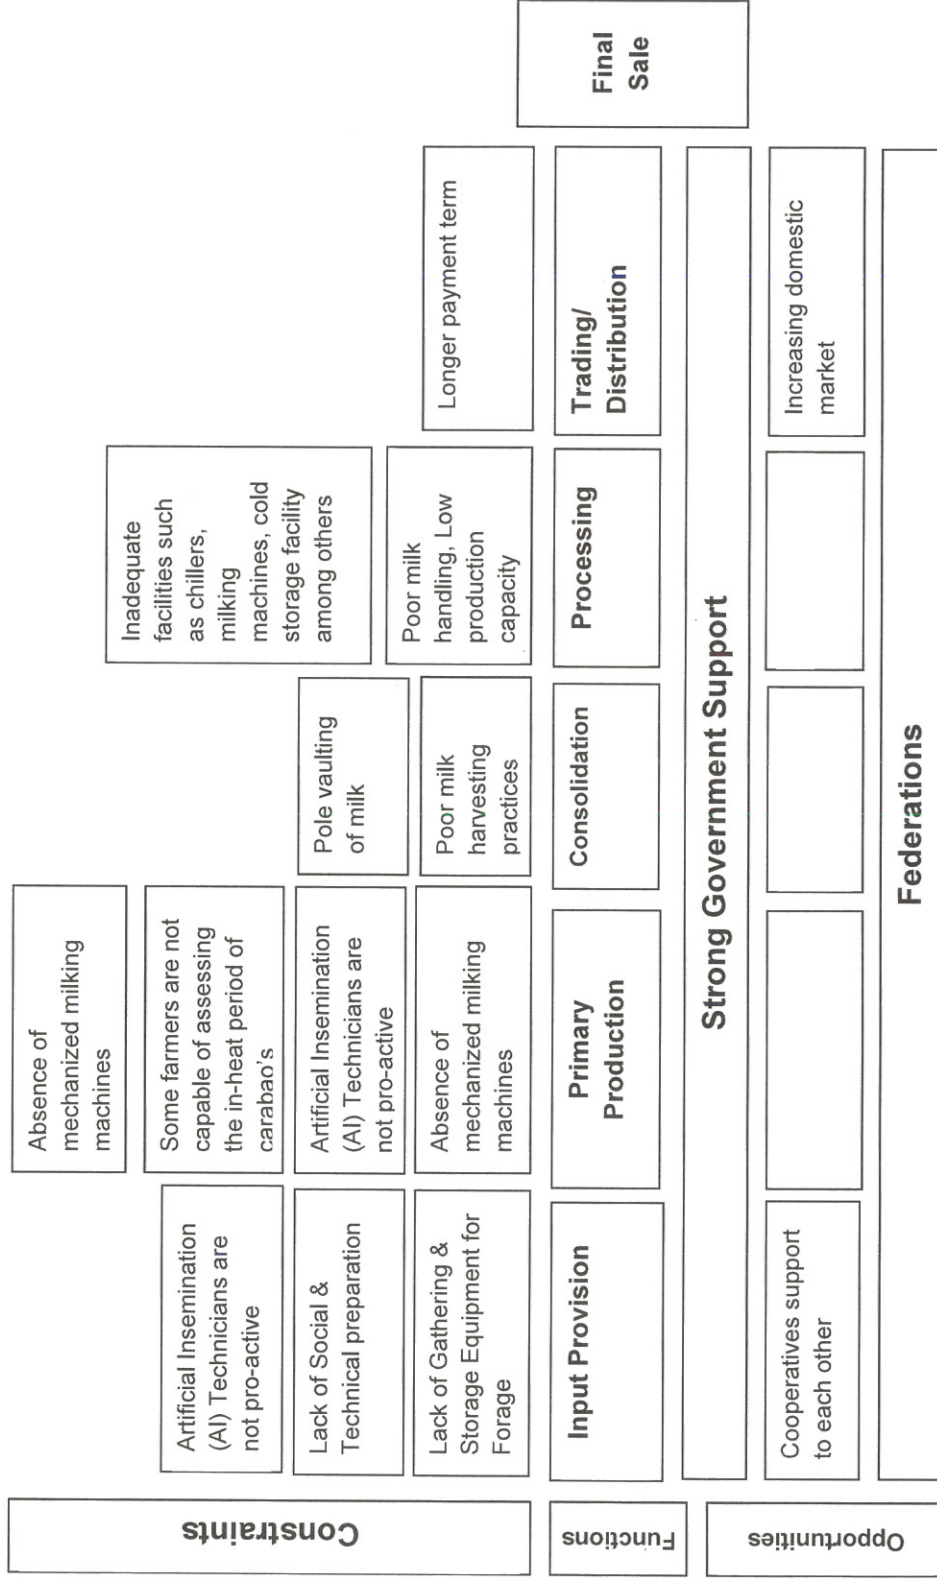 Constraints
Artificial Insemination
(AI) Technicians are
not pro-active
Lack of Social &
Technical preparation
Lack of Gathering &
Storage Equipment for
Forage
Absence of
mechanized milking
machines
Some farmers are not
capable of assessing
the in-heat period of
carabao's
Artificial Insemination
(AI) Technicians are
not pro-active
Absence of
mechanized milking
machines
Pole vaulting
of milk
Poor milk
harvesting
practices
Inadequate
facilities such
as chillers,
milking
machines, cold
storage facility
among others
Poor milk
handling, Low
production
capacity
Longer payment term
Functions
Input Provision
Primary
Production
Consolidation
Processing
Trading/
Distribution
Final
Sale
Opportunities
Strong Government Support
Cooperatives support
to each other
Increasing domestic
market
Federations